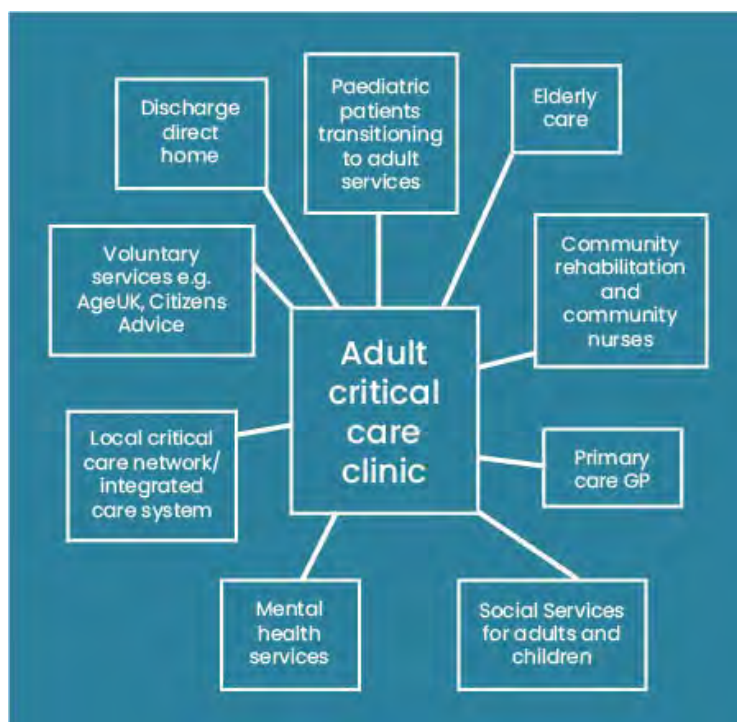 Discharge
direct
home
Paediatric
patients
transitioning
to adult
services
Elderly
care
Voluntary
services e.g.
AgeUK, Citizens
Advice
Community
rehabilitation
and
community
nurses
Adult
critical
care
clinic
Local critical
care network/
integrated
care system
Primary
care GP
Mental
health
services
Social Services
for adults and
children